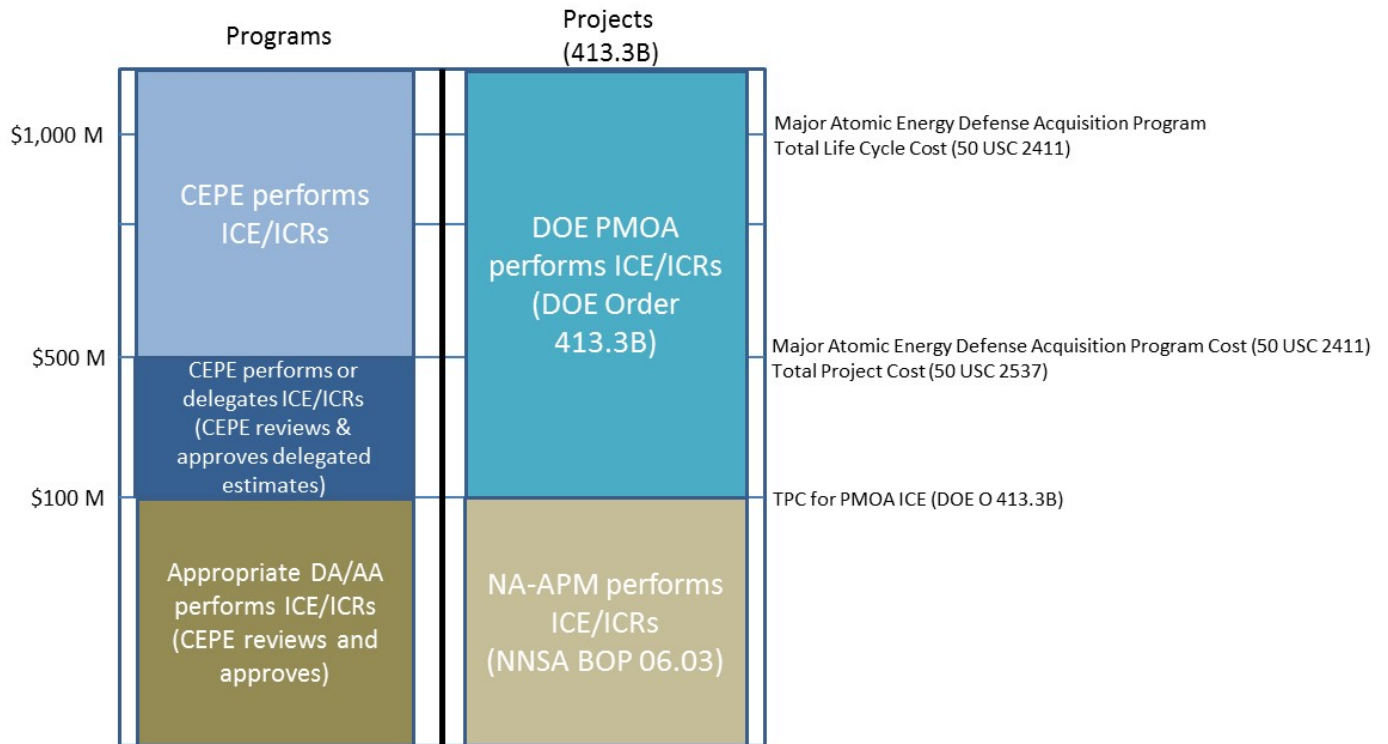 Programs
Projects
(413.3B)
$1,000 M
Major Atomic Energy Defense Acquisition Program
Total Life Cycle Cost (50 USC 2411)
CEPE performs
ICE/ICRs
DOE PMOA
performs ICE/ICRs
(DOE Order
413.3B)
$500 M
Major Atomic Energy Defense Acquisition Program Cost (50 USC 2411)
Total Project Cost (50 USC 2537)
CEPE performs or
delegates ICE/ICRs
(CEPE reviews &
approves delegated
estimates)
$100 M
TPC for PMOA ICE (DOE O 413.3B)
Appropriate DA/AA
performs ICE/ICRs
(CEPE reviews and
approves)
NA-APM performs
ICE/ICRs
(NNSA BOP 06.03)